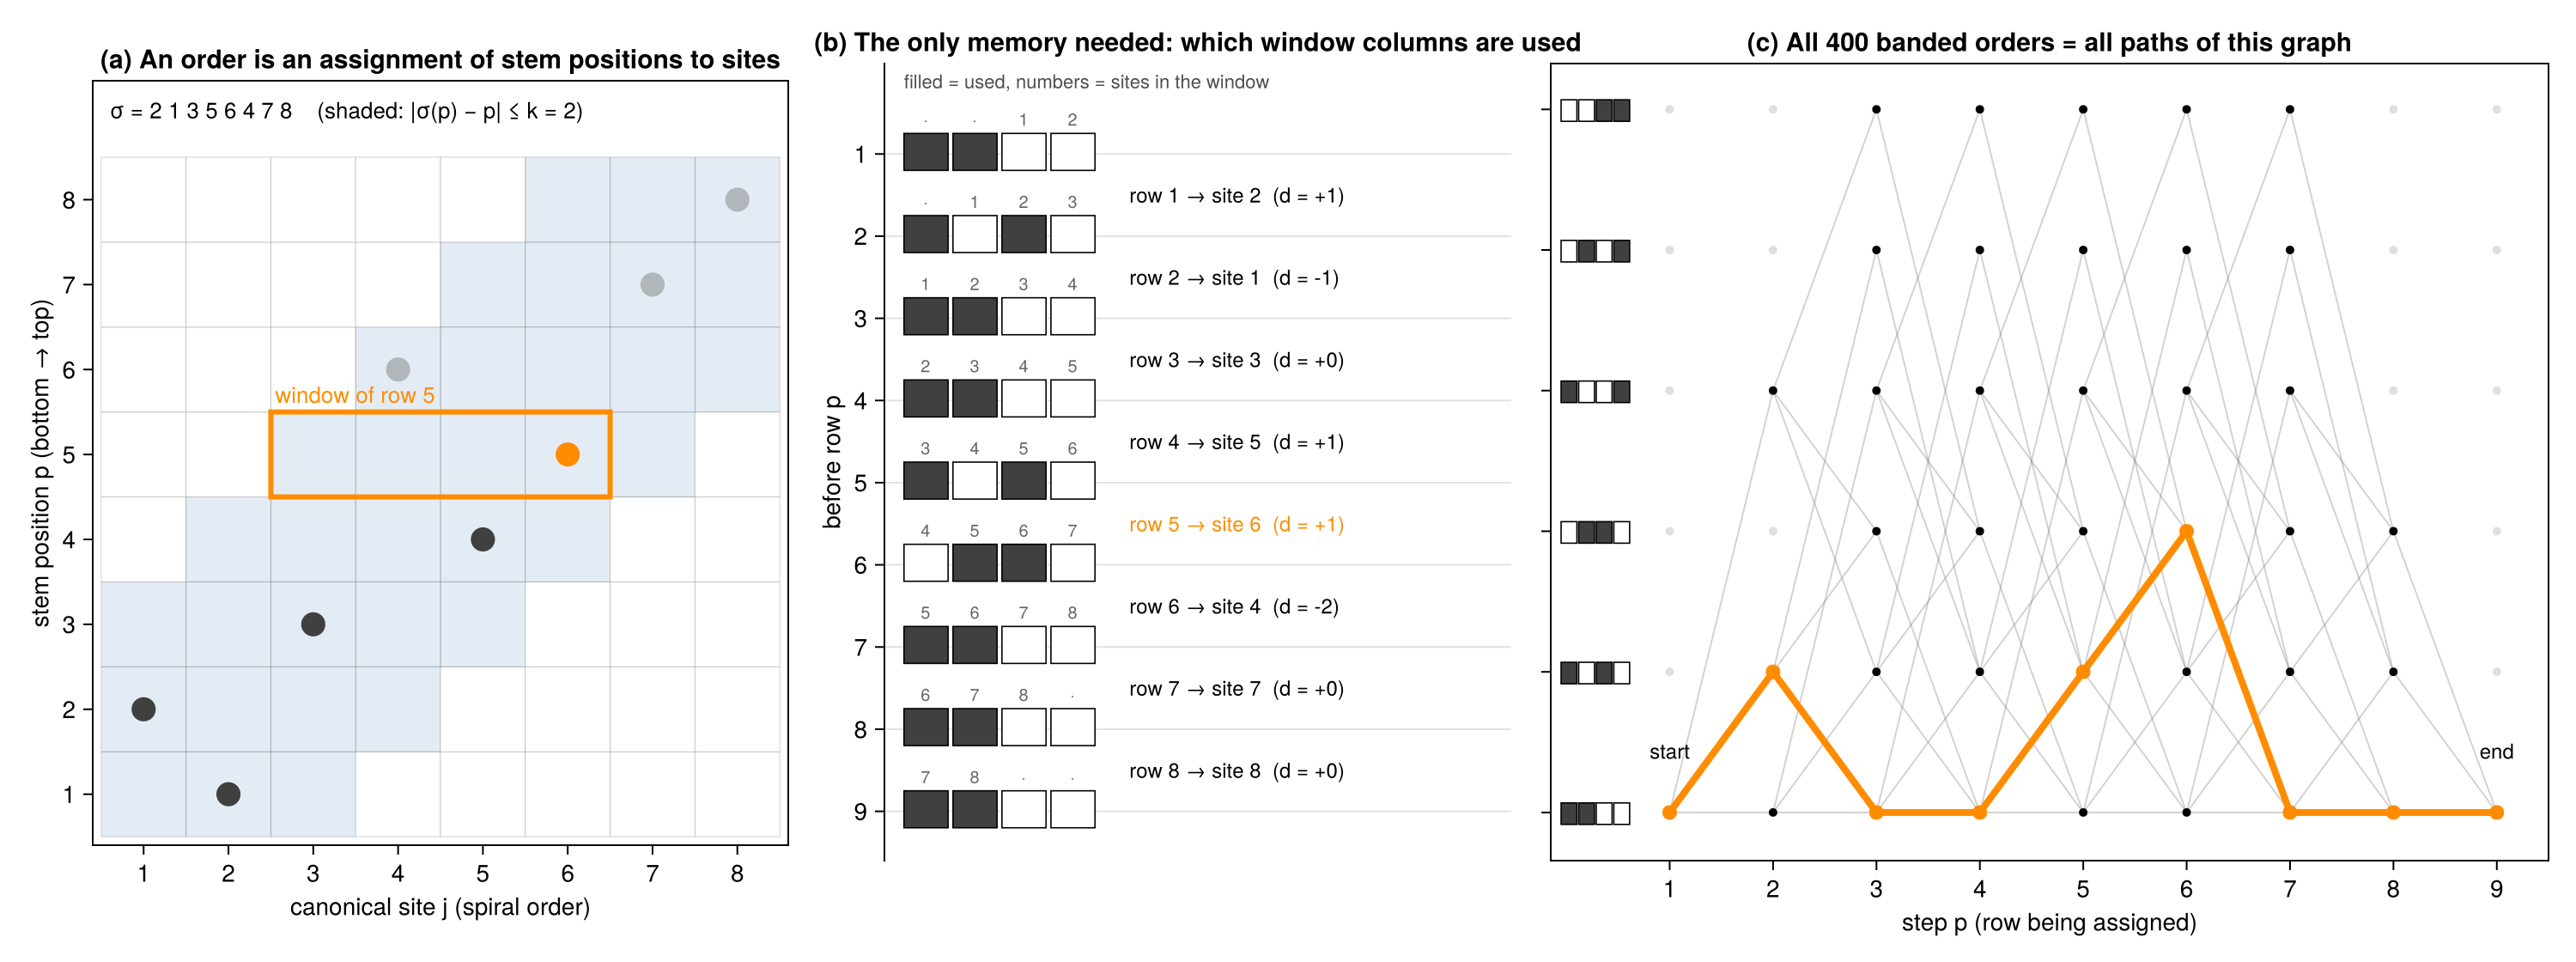 (a) An order is an assignment of stem positions to sites
σ = 2 1 3 5 6 4 7 8 (shaded: |σ(p) − p| ≤ k = 2)
stem position p (bottom → top)
8
7
6
5
4
3
2
1
window of row 5
1 2 3 4 5 6 7 8
canonical site j (spiral order)
(b) The only memory needed: which window columns are used
filled = used, numbers = sites in the window
before row p
. . 1 2
1
row 1 → site 2 (d = +1)
. 1 2 3
2
row 2 → site 1 (d = -1)
1 2 3 4
3
row 3 → site 3 (d = +0)
2 3 4 5
4
row 4 → site 5 (d = +1)
3 4 5 6
5
row 5 → site 6 (d = +1)
4 5 6 7
6
row 6 → site 4 (d = -2)
5 6 7 8
7
row 7 → site 7 (d = +0)
6 7 8 .
8
row 8 → site 8 (d = +0)
7 8 . .
9
(c) All 400 banded orders = all paths of this graph
start
end
1 2 3 4 5 6 7 8 9
step p (row being assigned)